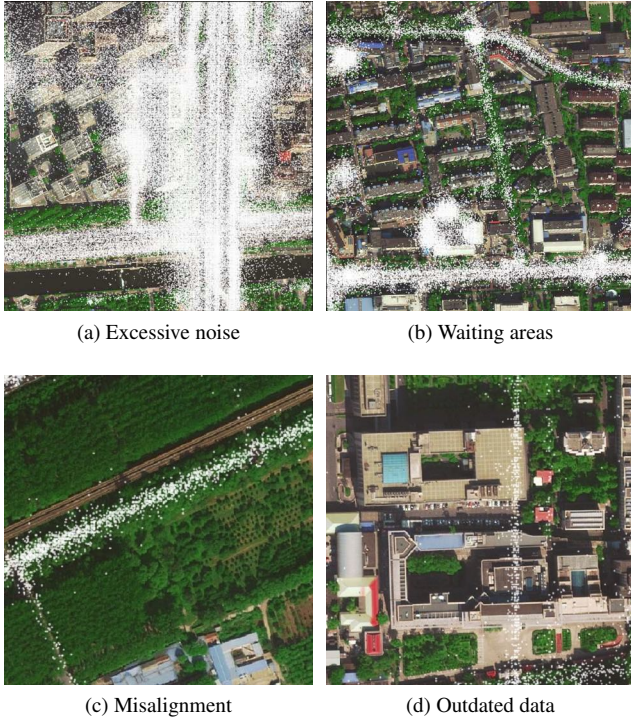 (a) Excessive noise
(b) Waiting areas
(c) Misalignment
(d) Outdated data